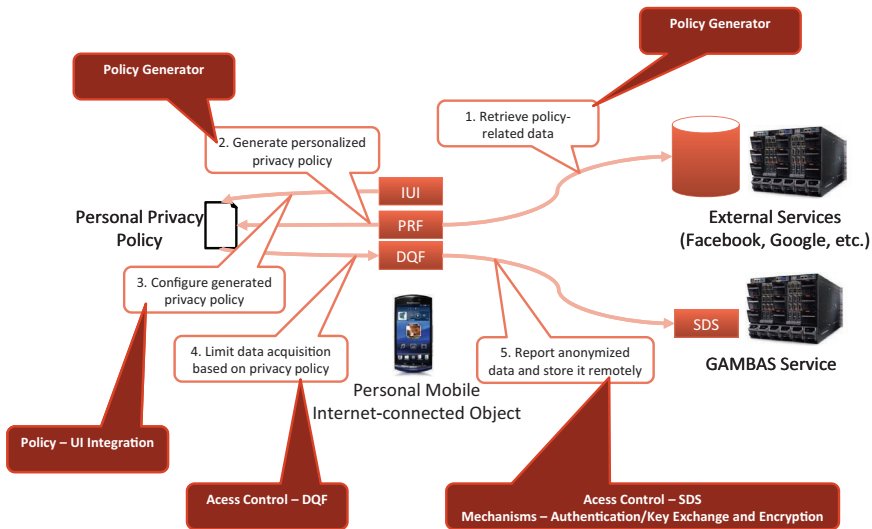 Policy Generator
Policy Generator
1. Retrieve policy-
related data
2. Generate personalized
privacy policy
IUI
PRF
DQF
Personal Privacy
Policy
External Services
(Facebook, Google, etc.)
3. Configure generated
privacy policy
SDS
4. Limit data acquisition
based on privacy policy
5. Report anonymized
data and store it remotely
GAMBAS Service
Personal Mobile
Internet-connected Object
Policy – UI Integration
Acess Control – DQF
Acess Control – SDS
Mechanisms – Authentication/Key Exchange and Encryption